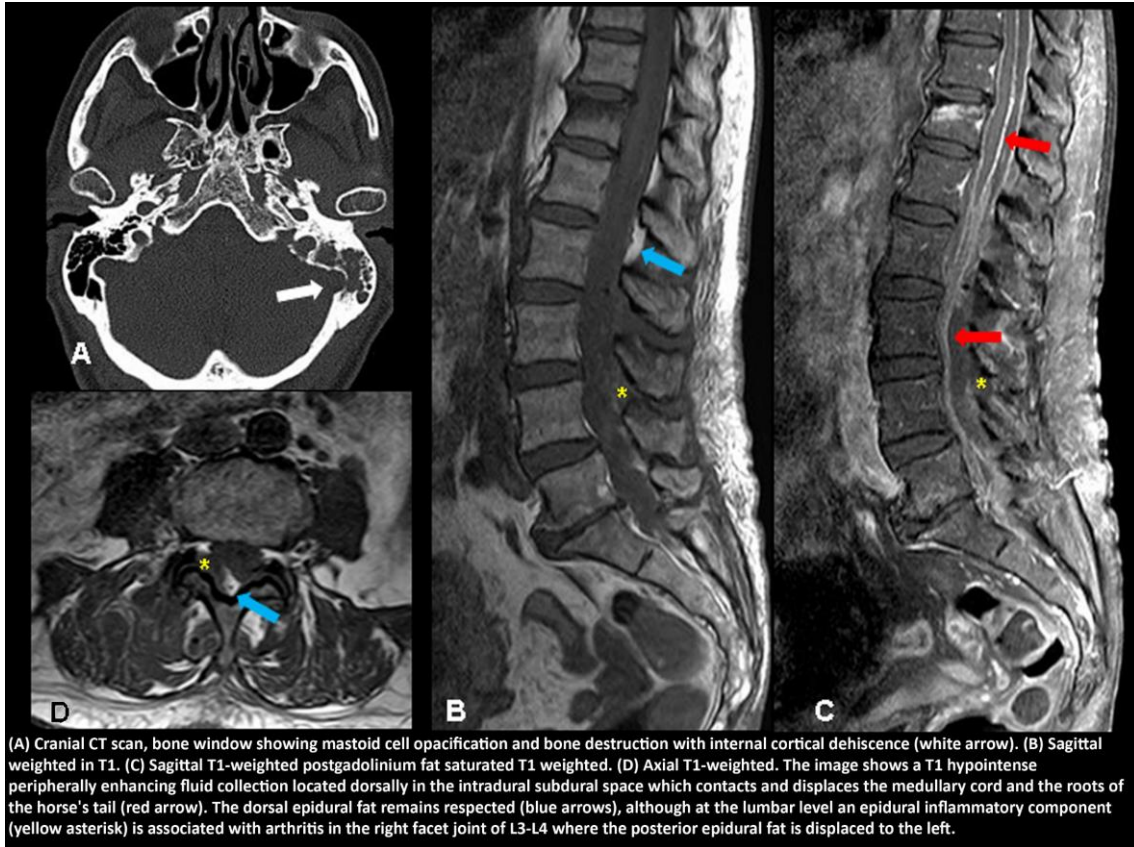 A
B
C
D
(A) Cranial CT scan, bone window showing mastoid cell opacification and bone destruction with internal cortical dehiscence (white arrow). (B) Sagittal
weighted in T1. (C) Sagittal T1-weighted postgadolinium fat saturated T1 weighted. (D) Axial T1-weighted. The image shows a T1 hypointense
peripherally enhancing fluid collection located dorsally in the intradural subdural space which contacts and displaces the medullary cord and the roots of
the horse's tail (red arrow). The dorsal epidural fat remains respected (blue arrows), although at the lumbar level an epidural inflammatory component
(yellow asterisk) is associated with arthritis in the right facet joint of L3-L4 where the posterior epidural fat is displaced to the left.